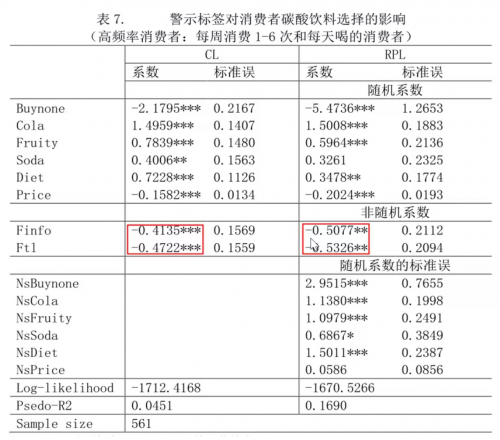 表 7. 警示标签对消费者碳酸饮料选择的影响
（高频率消费者：每周消费 1-6 次和每天喝的消费者）
CL RPL
系数 标准误 系数 标准误
随机系数
Buynone -2.1795*** 0.2167 -5.4736*** 1.2653
Cola 1.4959*** 0.1407 1.5008*** 0.1883
Fruity 0.7839*** 0.1480 0.5964*** 0.2136
Soda 0.4006** 0.1563 0.3261 0.2325
Diet 0.7228*** 0.1126 0.3478** 0.1774
Price -0.1582*** 0.0134 -0.2024*** 0.0193
非随机系数
Finfo -0.4135*** 0.1569 -0.5077** 0.2112
Ftl -0.4722*** 0.1559 -0.5326** 0.2094
随机系数的标准误
NsBuynone 2.9515*** 0.7655
NsCola 1.1380*** 0.1998
NsFruity 1.0979*** 0.2491
NsSoda 0.6867* 0.3849
NsDiet 1.5011*** 0.2387
NsPrice 0.0586 0.0856
Log-likelihood -1712.4168 -1670.5266
Psedo-R2 0.0451 0.1690
Sample size 561